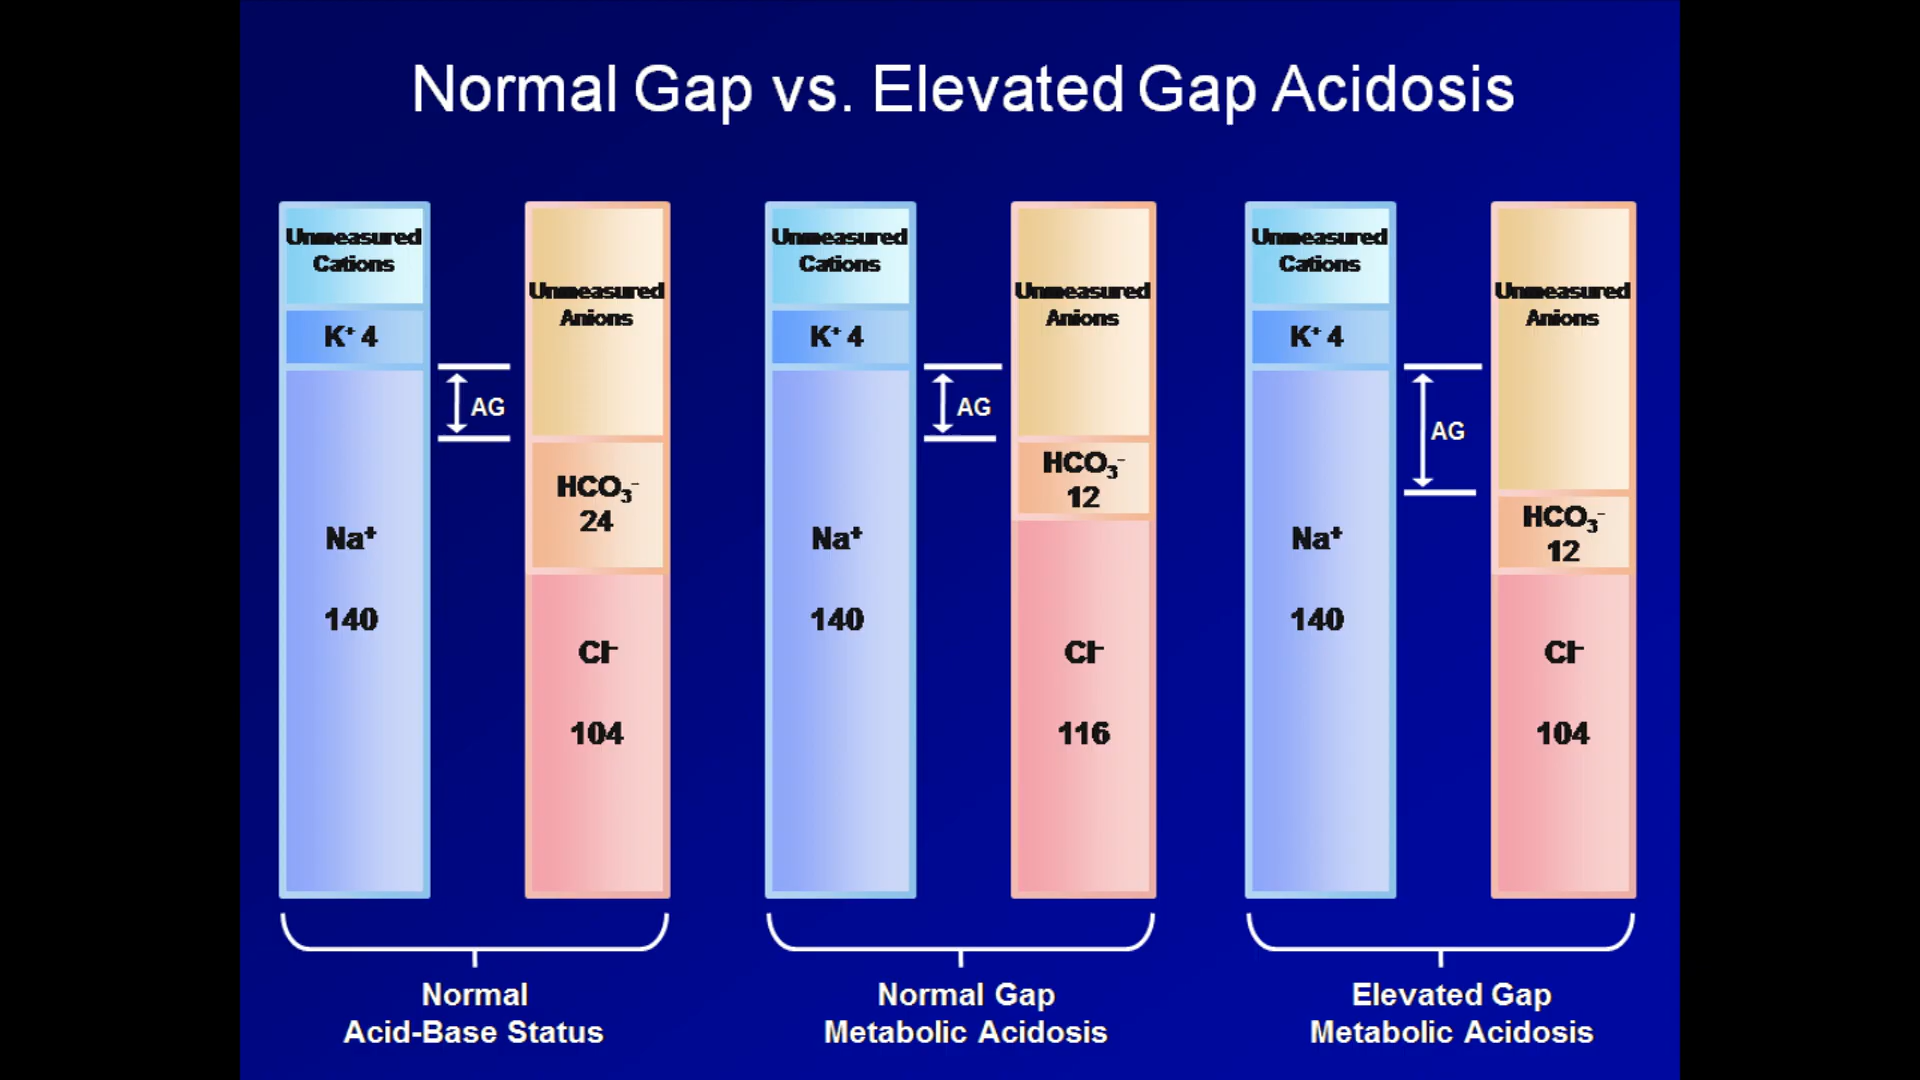 Normal Gap vs. Elevated Gap Acidosis
Unmeasured
Cations
K⁺ 4
Na⁺
140
AG
Unmeasured
Anions
HCO₃⁻
24
Cl⁻
104
Normal
Acid-Base Status
Unmeasured
Cations
K⁺ 4
Na⁺
140
AG
Unmeasured
Anions
HCO₃⁻
12
Cl⁻
116
Normal Gap
Metabolic Acidosis
Unmeasured
Cations
K⁺ 4
Na⁺
140
AG
Unmeasured
Anions
HCO₃⁻
12
Cl⁻
104
Elevated Gap
Metabolic Acidosis